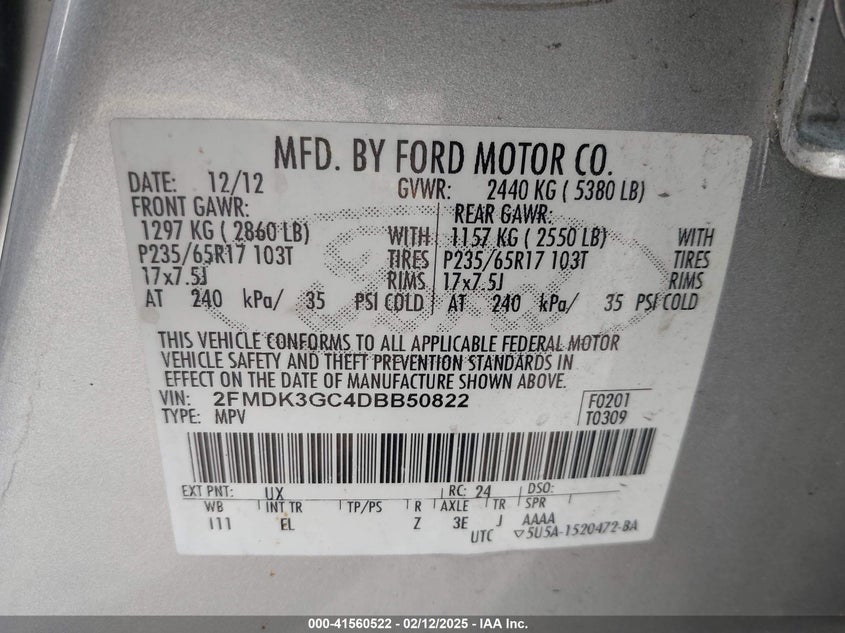 MFD. BY FORD MOTOR CO.
DATE: 12/12 GVWR: 2440 KG ( 5380 LB)
FRONT GAWR: REAR GAWR:
1297 KG ( 2860 LB) WITH 1157 KG ( 2550 LB) WITH
P235/65R17 103T TIRES P235/65R17 103T TIRES
17x7.5J RIMS 17x7.5J RIMS
AT 240 kPa/ 35 PSI COLD AT 240 kPa/ 35 PSI COLD
THIS VEHICLE CONFORMS TO ALL APPLICABLE FEDERAL MOTOR
VEHICLE SAFETY AND THEFT PREVENTION STANDARDS IN
EFFECT ON THE DATE OF MANUFACTURE SHOWN ABOVE.
VIN: 2FMDK3GC4DBB50822 F0201
TYPE: MPV T0309
EXT PNT: UX RC: 24 DSO:
WB INT TR TP/PS R AXLE TR SPR
111 EL Z 3E J AAAA
UTC ▽5U5A-1520472-BA
000-41560522 - 02/12/2025 - IAA Inc.